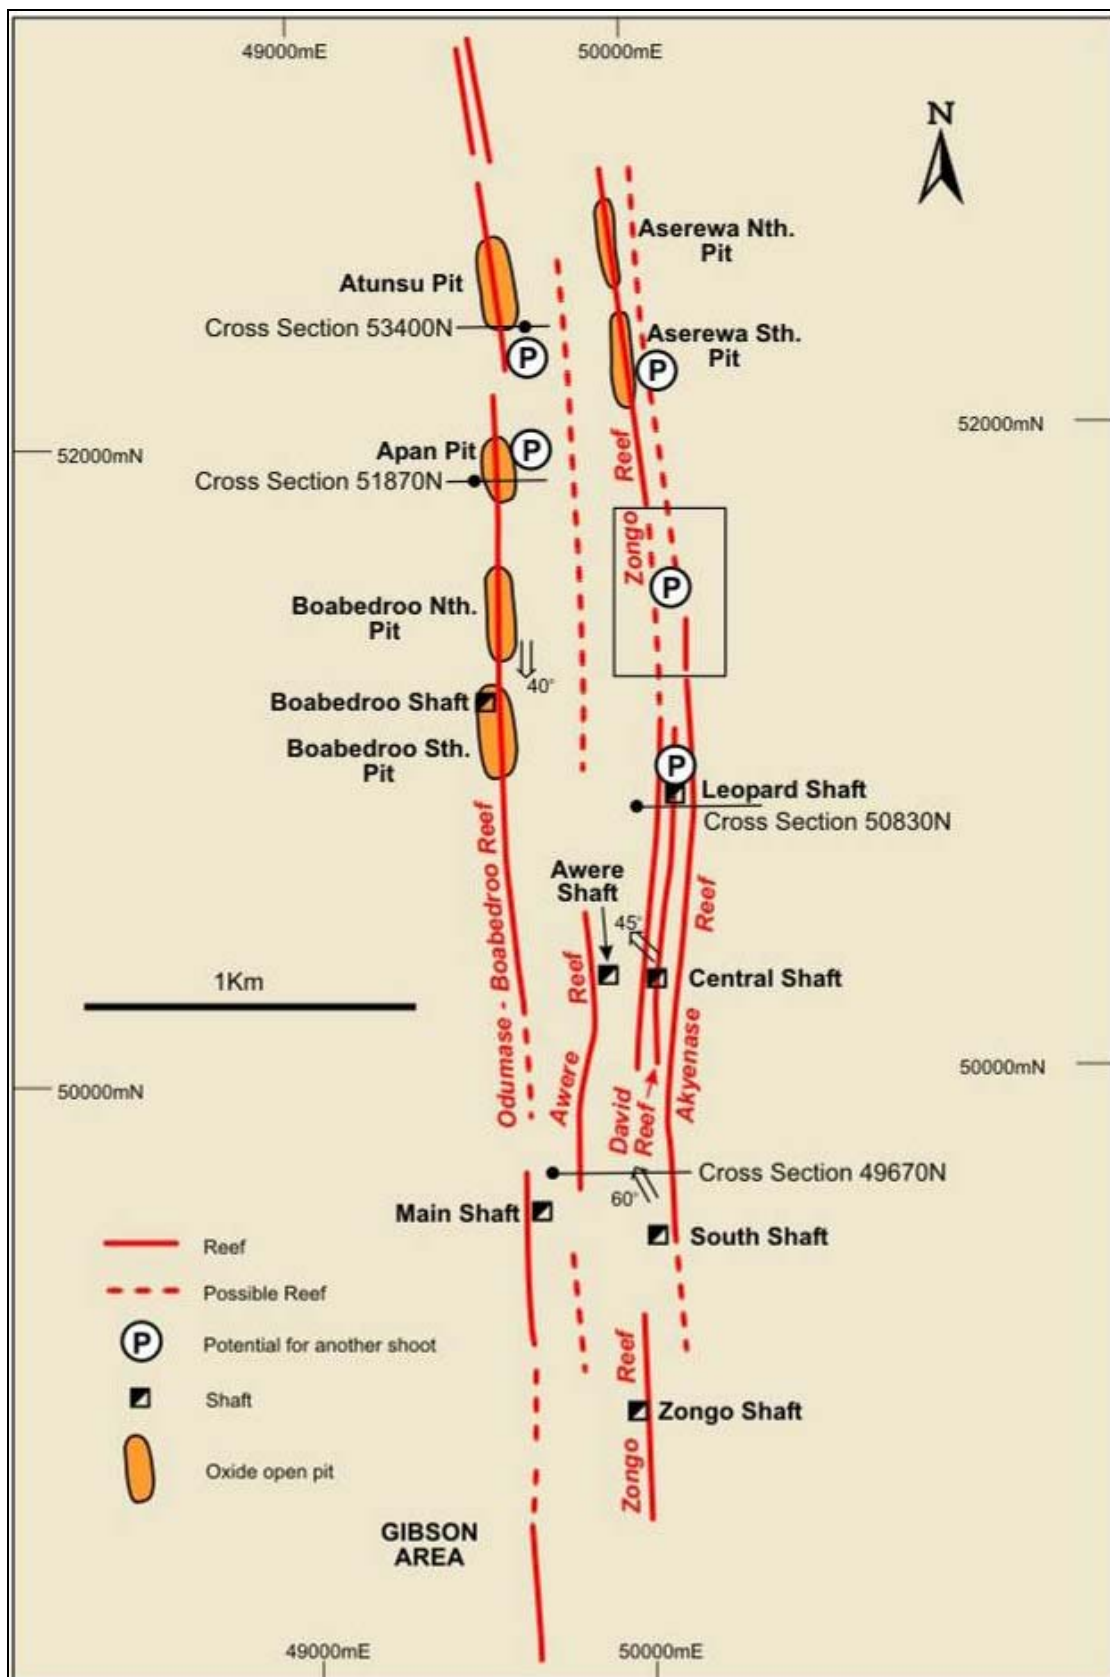 49000mE
50000mE
N
Aserewa Nth.
Pit
Atunsu Pit
Cross Section 53400N
P
Aserewa Sth.
Pit
P
52000mN
52000mN
Apan Pit
P
Cross Section 51870N
Zongo Reef
P
Boabedroo Nth.
Pit
40°
Boabedroo Shaft
Boabedroo Sth.
Pit
P
Leopard Shaft
Cross Section 50830N
Odumase - Boabedroo Reef
Awere
Shaft
45°
Central Shaft
1Km
Awere Reef
Akyenase Reef
50000mN
50000mN
David
Reef
Cross Section 49670N
60°
Main Shaft
South Shaft
Reef
Possible Reef
P
Potential for another shoot
Shaft
Oxide open pit
Zongo Reef
Zongo Shaft
GIBSON
AREA
49000mE
50000mE